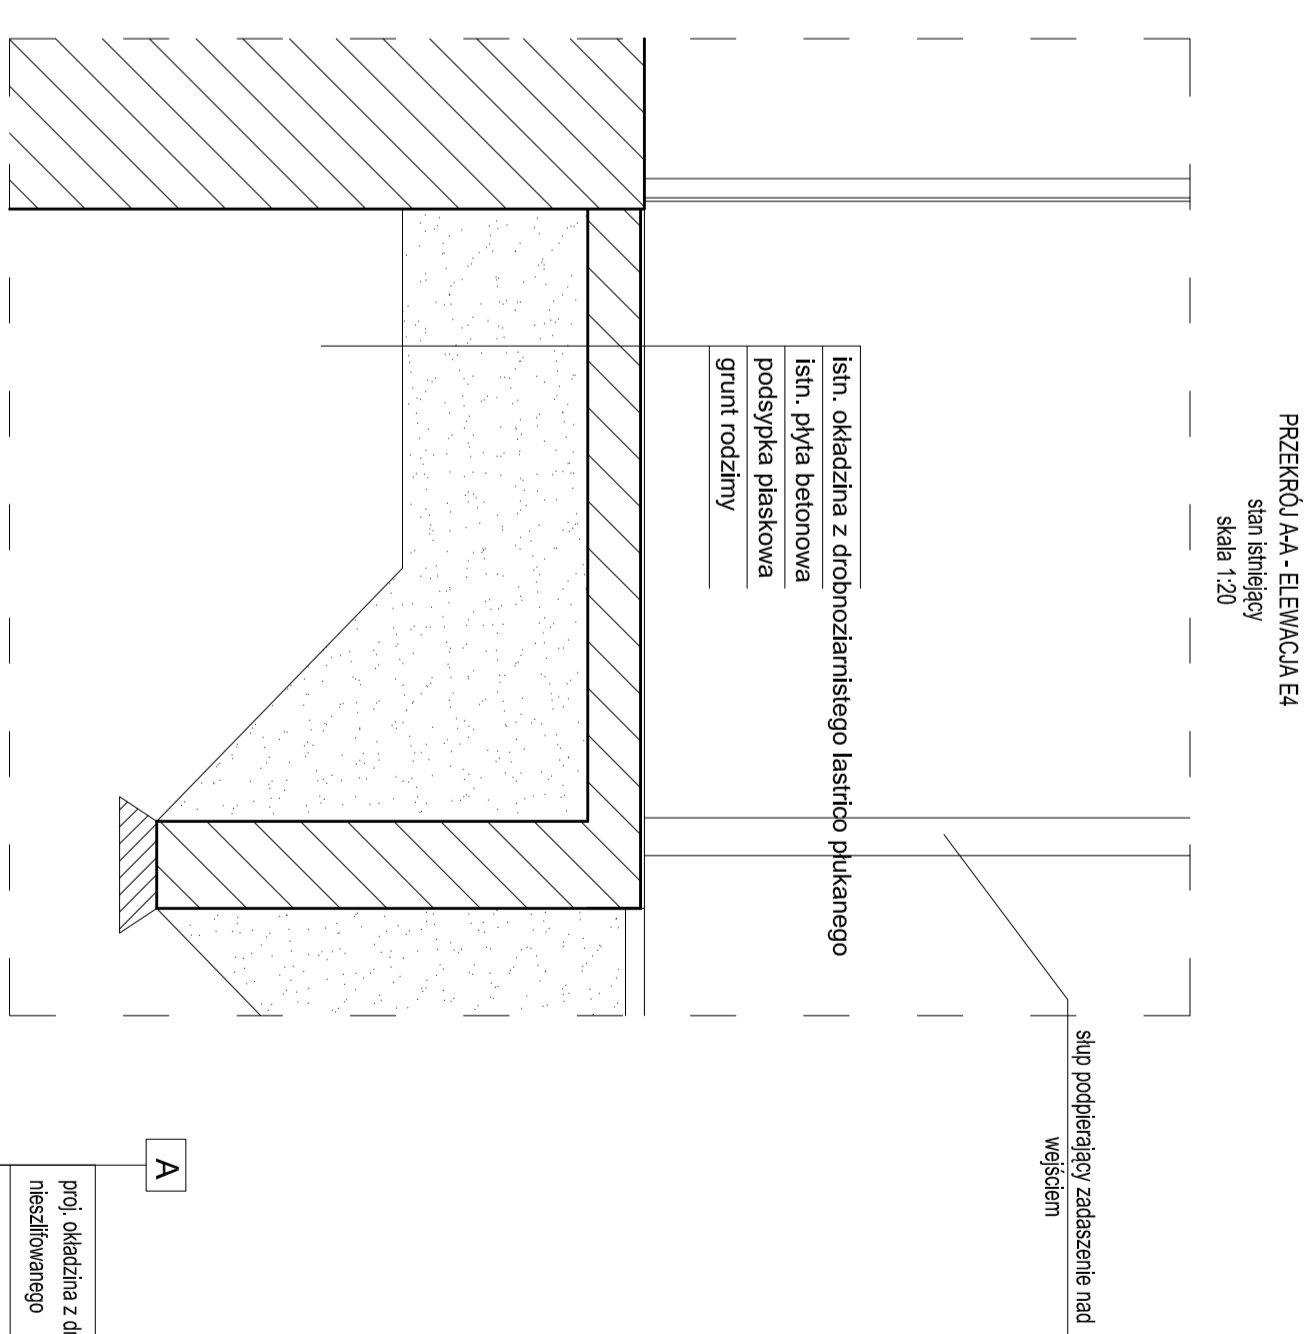 PRZEKRÓJ A-A - ELEWACJA E4
stan istniejący
skala 1:20
istn. okładzina z drobnoziarnistego lastrico płukanego
istn. płyta betonowa
podsypka piaskowa
grunt rodzimy
słup podpierający zadaszenie nad
wejściem
A
proj. okładzina z
nieszlifowanego